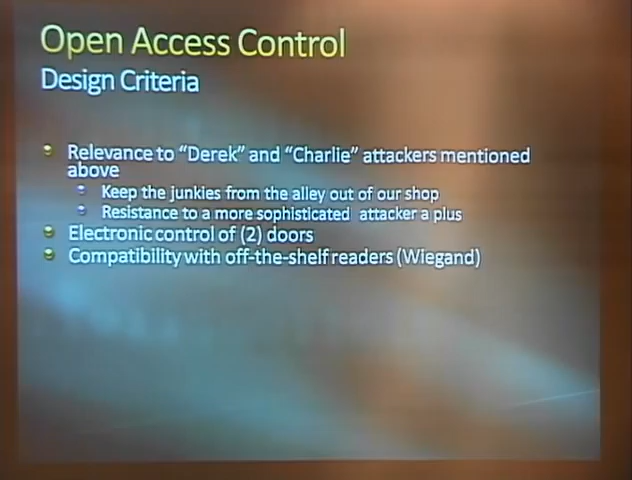 Open Access Control
Design Criteria
Relevance to “Derek” and “Charlie” attackers mentioned
above
Keep the junkies from the alley out of our shop
Resistance to a more sophisticated attacker a plus
Electronic control of (2) doors
Compatibility with off-the-shelf readers (Wiegand)